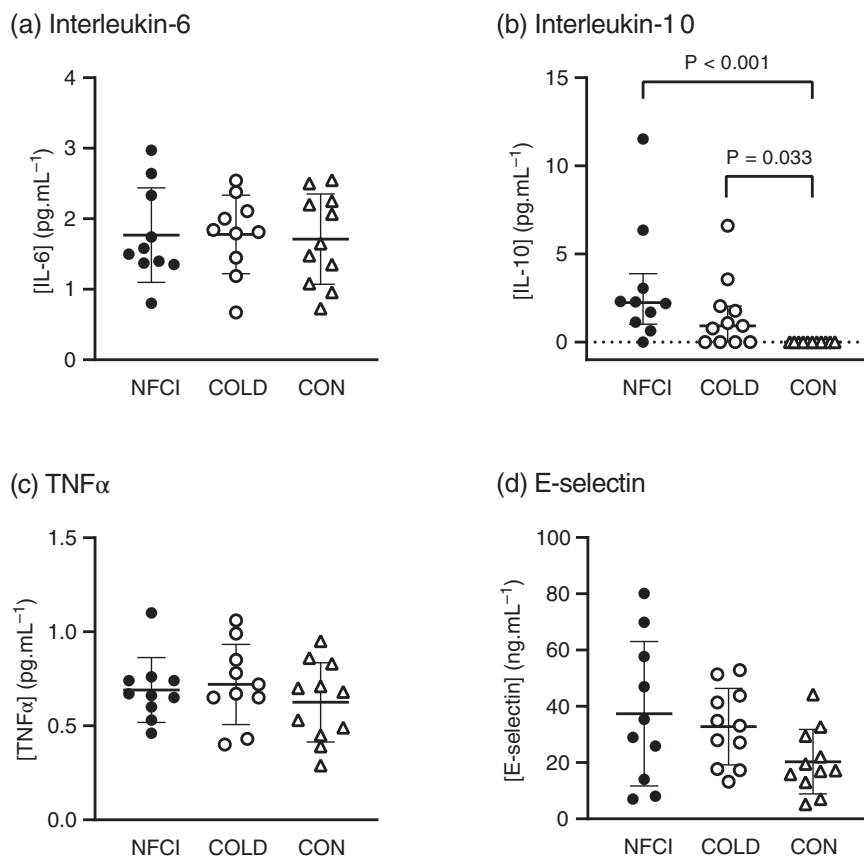 (a) Interleukin-6
[IL-6] (pg.mL−1)
4
3
2
1
0
NFCI COLD CON
(b) Interleukin-10
P < 0.001
P = 0.033
[IL-10] (pg.mL−1)
15
10
5
0
NFCI COLD CON
(c) TNFα
[TNFα] (pg.mL−1)
1.5
1.0
0.5
0.0
NFCI COLD CON
(d) E-selectin
[E-selectin] (ng.mL−1)
100
80
60
40
20
0
NFCI COLD CON